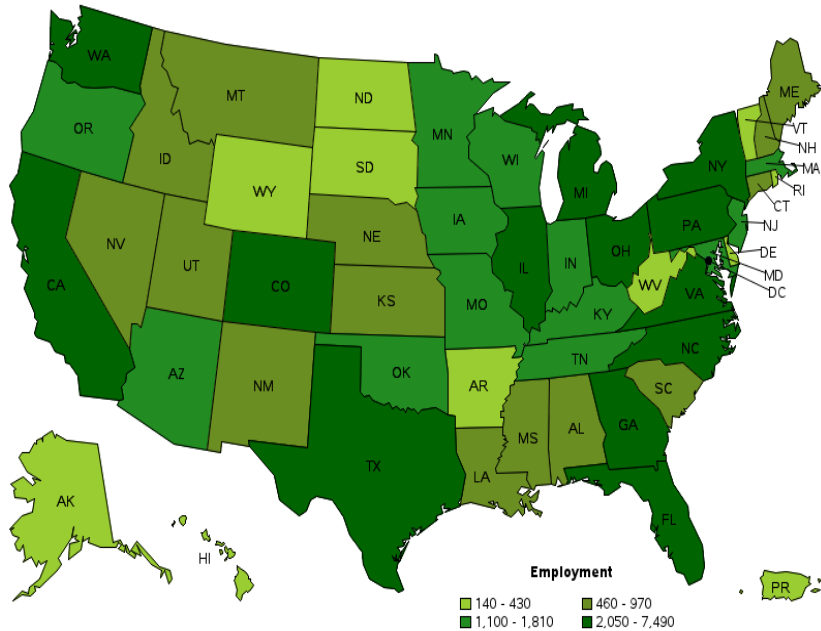 WA
ME
MT
ND
VT
OR
MN
NH
ID
SD
WI
NY
MA
WY
MI
RI
CT
IA
PA
NJ
NE
NV
OH
DE
UT
IL
IN
CA
CO
WV
MD
VA
DC
KS
MO
KY
NC
TN
AZ
OK
NM
AR
SC
MS
AL
GA
TX
LA
AK
FL
HI
PR
Employment
140 - 430 460 - 970
1,100 - 1,810 2,050 - 7,490